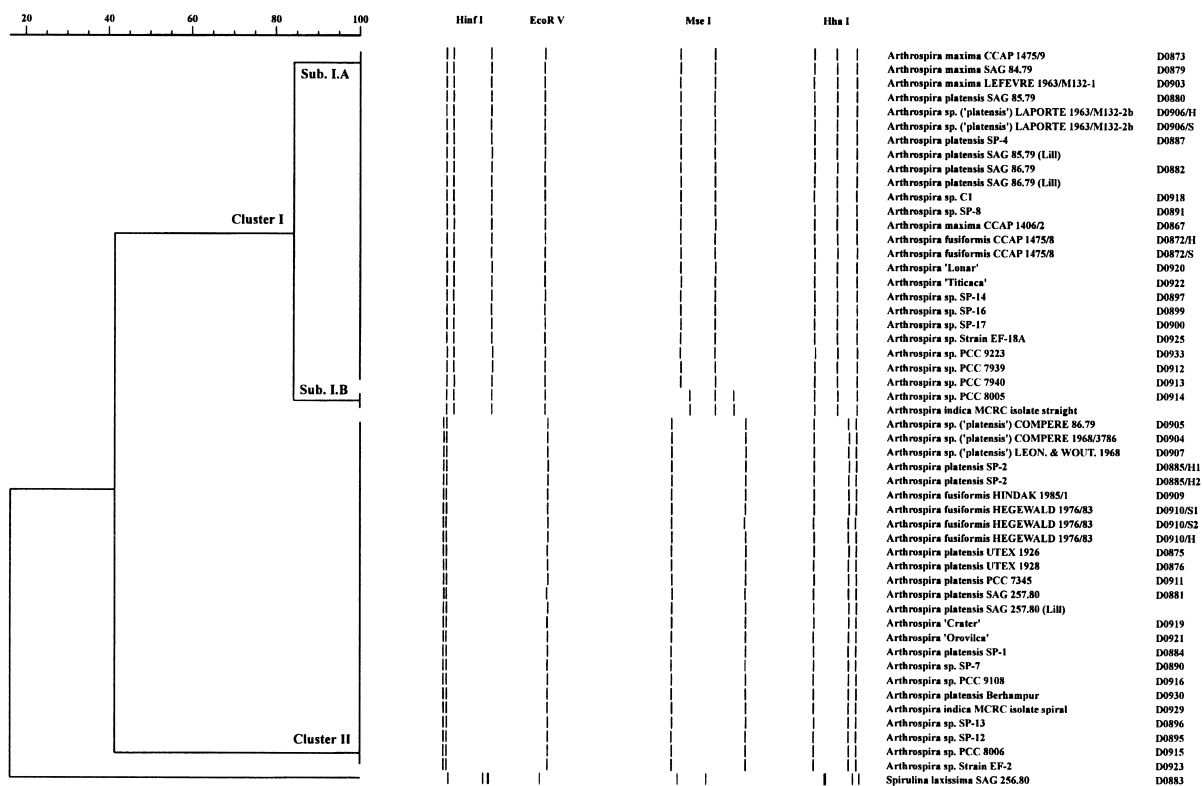 20 40 60 80 100 Hinf I EcoR V Mse I Hha I
Arthrospira maxima CCAP 1475/9 D0873
Sub. I.A Arthrospira maxima SAG 84.79 D0879
Arthrospira maxima LEFEVRE 1963/M132-1 D0903
Arthrospira platensis SAG 85.79 D0880
Arthrospira sp. ('platensis') LAPORTE 1963/M132-2b D0906/H
Arthrospira sp. ('platensis') LAPORTE 1963/M132-2b D0906/S
Arthrospira platensis SP-4 D0887
Arthrospira platensis SAG 85.79 (Lill)
Arthrospira platensis SAG 86.79 D0882
Arthrospira platensis SAG 86.79 (Lill)
Arthrospira sp. C1 D0918
Arthrospira sp. SP-8 D0891
Cluster I Arthrospira maxima CCAP 1406/2 D0867
Arthrospira fusiformis CCAP 1475/8 D0872/H
Arthrospira fusiformis CCAP 1475/8 D0872/S
Arthrospira 'Lonar' D0920
Arthrospira 'Titicaca' D0922
Arthrospira sp. SP-14 D0897
Arthrospira sp. SP-16 D0899
Arthrospira sp. SP-17 D0900
Arthrospira sp. Strain EF-18A D0925
Arthrospira sp. PCC 9223 D0933
Arthrospira sp. PCC 7939 D0912
Arthrospira sp. PCC 7940 D0913
Sub. I.B Arthrospira sp. PCC 8005 D0914
Arthrospira indica MCRC isolate straight
Arthrospira sp. ('platensis') COMPERE 86.79 D0905
Arthrospira sp. ('platensis') COMPERE 1968/3786 D0904
Arthrospira sp. ('platensis') LEON. & WOUT. 1968 D0907
Arthrospira platensis SP-2 D0885/H1
Arthrospira platensis SP-2 D0885/H2
Arthrospira fusiformis HINDAK 1985/1 D0909
Arthrospira fusiformis HEGEWALD 1976/83 D0910/S1
Arthrospira fusiformis HEGEWALD 1976/83 D0910/S2
Arthrospira fusiformis HEGEWALD 1976/83 D0910/H
Arthrospira platensis UTEX 1926 D0875
Arthrospira platensis UTEX 1928 D0876
Arthrospira platensis PCC 7345 D0911
Arthrospira platensis SAG 257.80 D0881
Arthrospira platensis SAG 257.80 (Lill)
Arthrospira 'Crater' D0919
Arthrospira 'Orovilca' D0921
Arthrospira platensis SP-1 D0884
Arthrospira sp. SP-7 D0890
Arthrospira sp. PCC 9108 D0916
Arthrospira platensis Berhampur D0930
Arthrospira indica MCRC isolate spiral D0929
Arthrospira sp. SP-13 D0896
Cluster II Arthrospira sp. SP-12 D0895
Arthrospira sp. PCC 8006 D0915
Arthrospira sp. Strain EF-2 D0923
Spirulina laxissima SAG 256.80 D0883